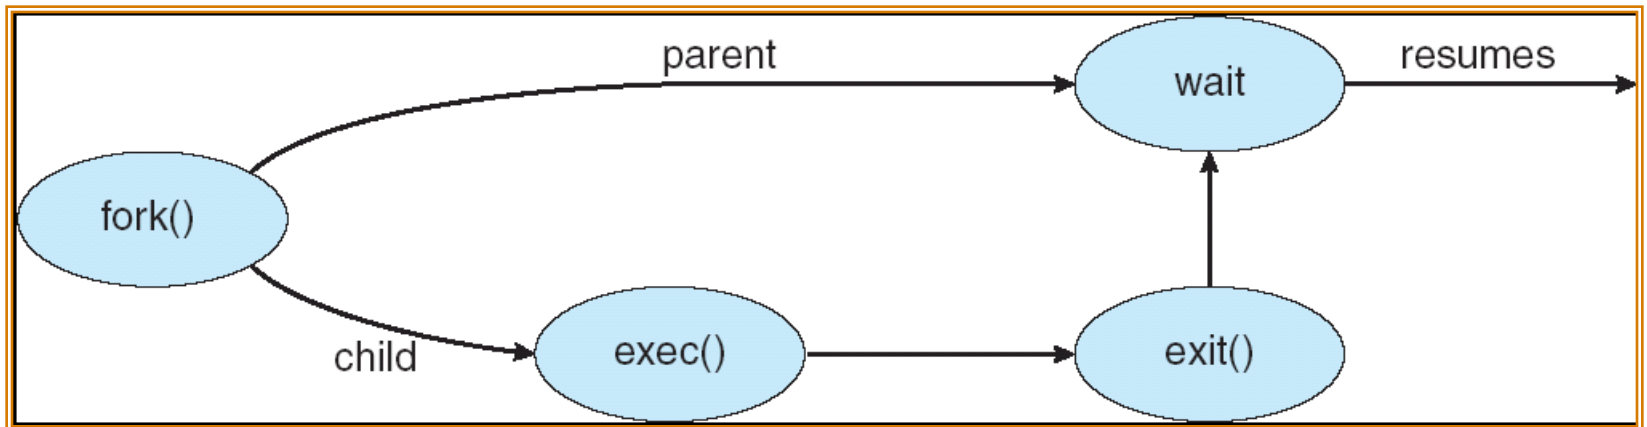 parent
wait
resumes
fork()
child
exec()
exit()